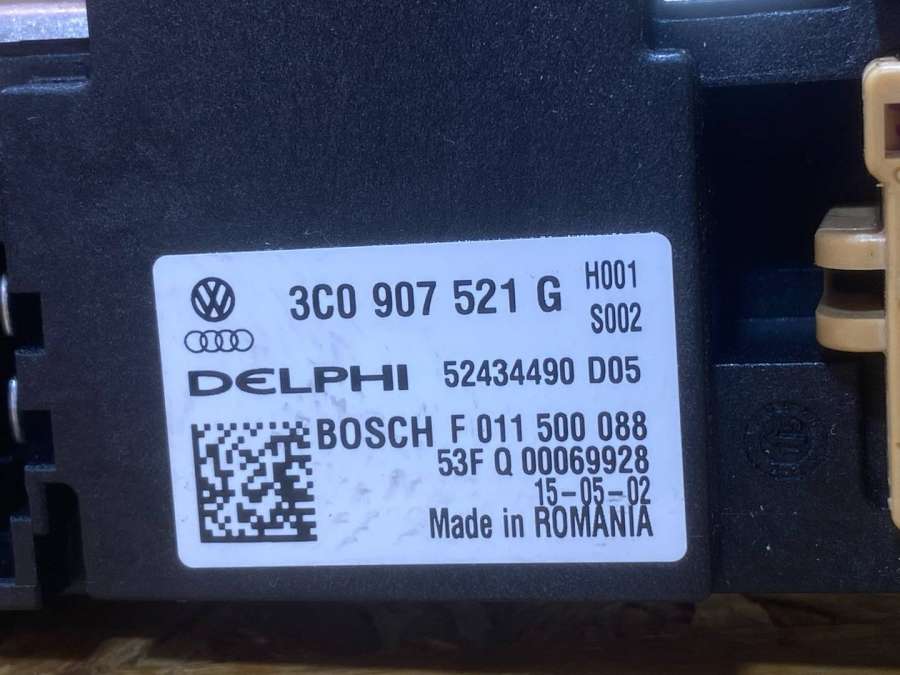 3C0 907 521 G H001
S002
DELPHI 52434490 D05
BOSCH F 011 500 088
53F Q 00069928
15-05-02
Made in ROMANIA